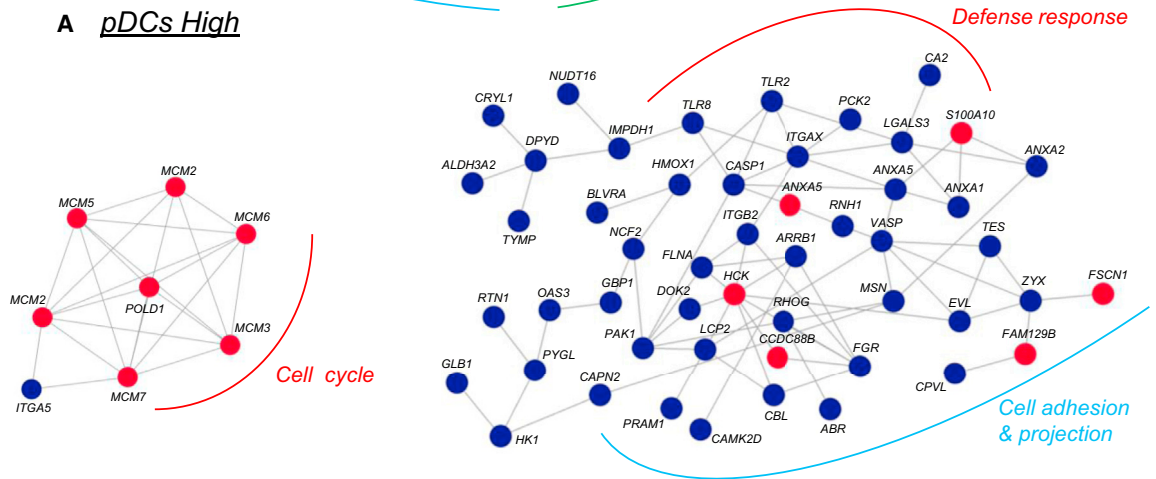 A pDCs High
Defense response
CA2
NUDT16
TLR2
CRYL1
PCK2
S100A10
TLR8
LGALS3
IMPDH1
DPYD
ITGAX
ANXA2
ALDH3A2
HMOX1
CASP1
ANXA5
MCM2
ANXA5
ANXA1
BLVRA
MCM5
RNH1
MCM6
ITGB2
VASP
TES
TYMP
NCF2
ARRB1
FLNA
HCK
ZYX
FSCN1
GBP1
DOK2
MSN
MCM2
POLD1
RTN1
OAS3
RHOG
EVL
PAK1
LCP2
CCDC88B
FAM129B
MCM3
PYGL
FGR
GLB1
CAPN2
CPVL
Cell cycle
MCM7
ITGA5
CBL
ABR
PRAM1
CAMK2D
HK1
Cell adhesion
& projection